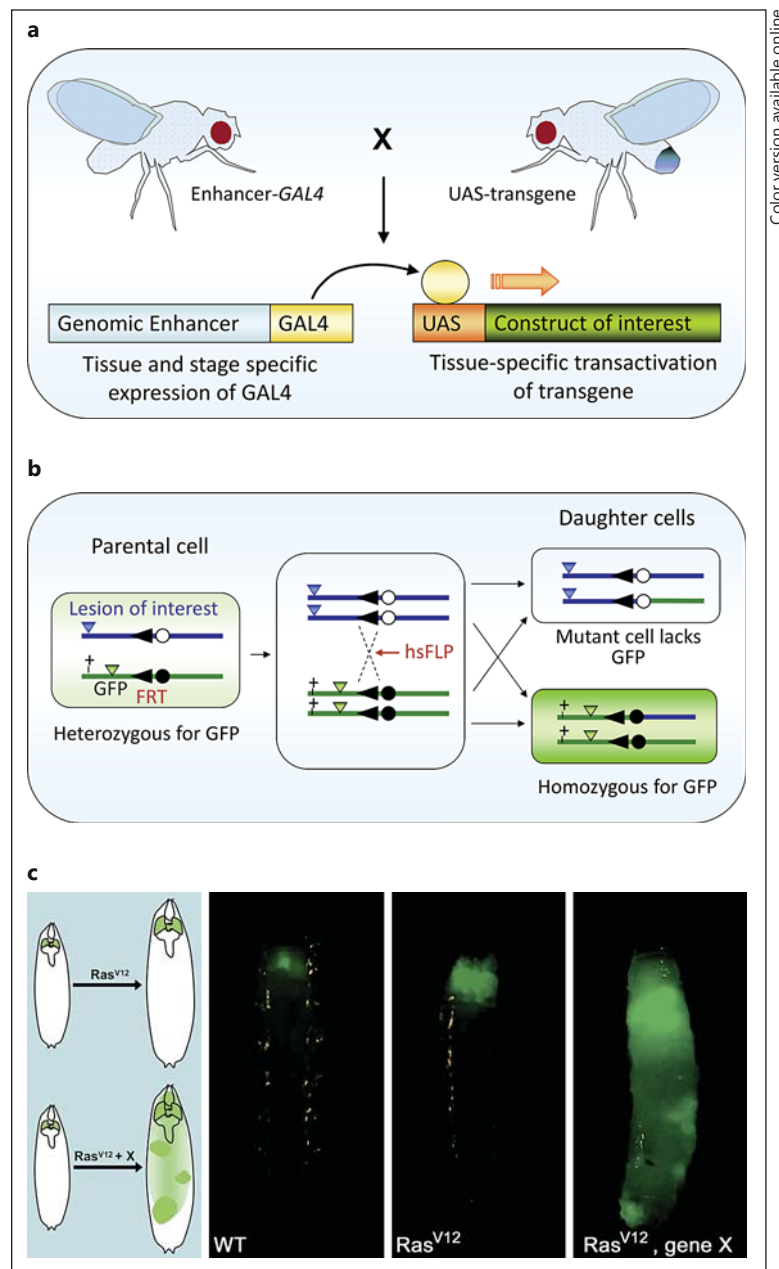 Color version available online
a
X
Enhancer-GAL4
UAS-transgene
Genomic Enhancer
GAL4
UAS
Construct of interest
Tissue and stage specific
expression of GAL4
Tissue-specific transactivation
of transgene
b
Parental cell
Daughter cells
Lesion of interest
+
GFP
FRT
Heterozygous for GFP
hsFLP
+
+
Mutant cell lacks
GFP
+
+
Homozygous for GFP
c
Ras^V12
Ras^V12 + X
WT
Ras^V12
Ras^V12 , gene X